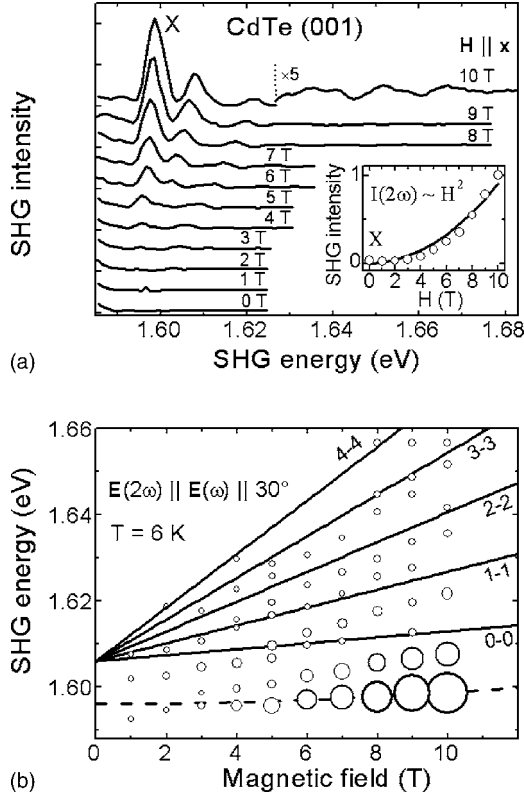 X
CdTe (001)
H || x
×5
10 T
9 T
8 T
7 T
6 T
5 T
4 T
3 T
2 T
1 T
0 T
SHG intensity
1
0
SHG intensity
I(2ω) ~ H²
X
0 2 4 6 8 10
H (T)
1.60 1.62 1.64 1.66 1.68
SHG energy (eV)
(a)
1.66
1.64
1.62
1.60
SHG energy (eV)
E(2ω) || E(ω) || 30°
T = 6 K
4-4
3-3
2-2
1-1
0-0
0 2 4 6 8 10
Magnetic field (T)
(b)